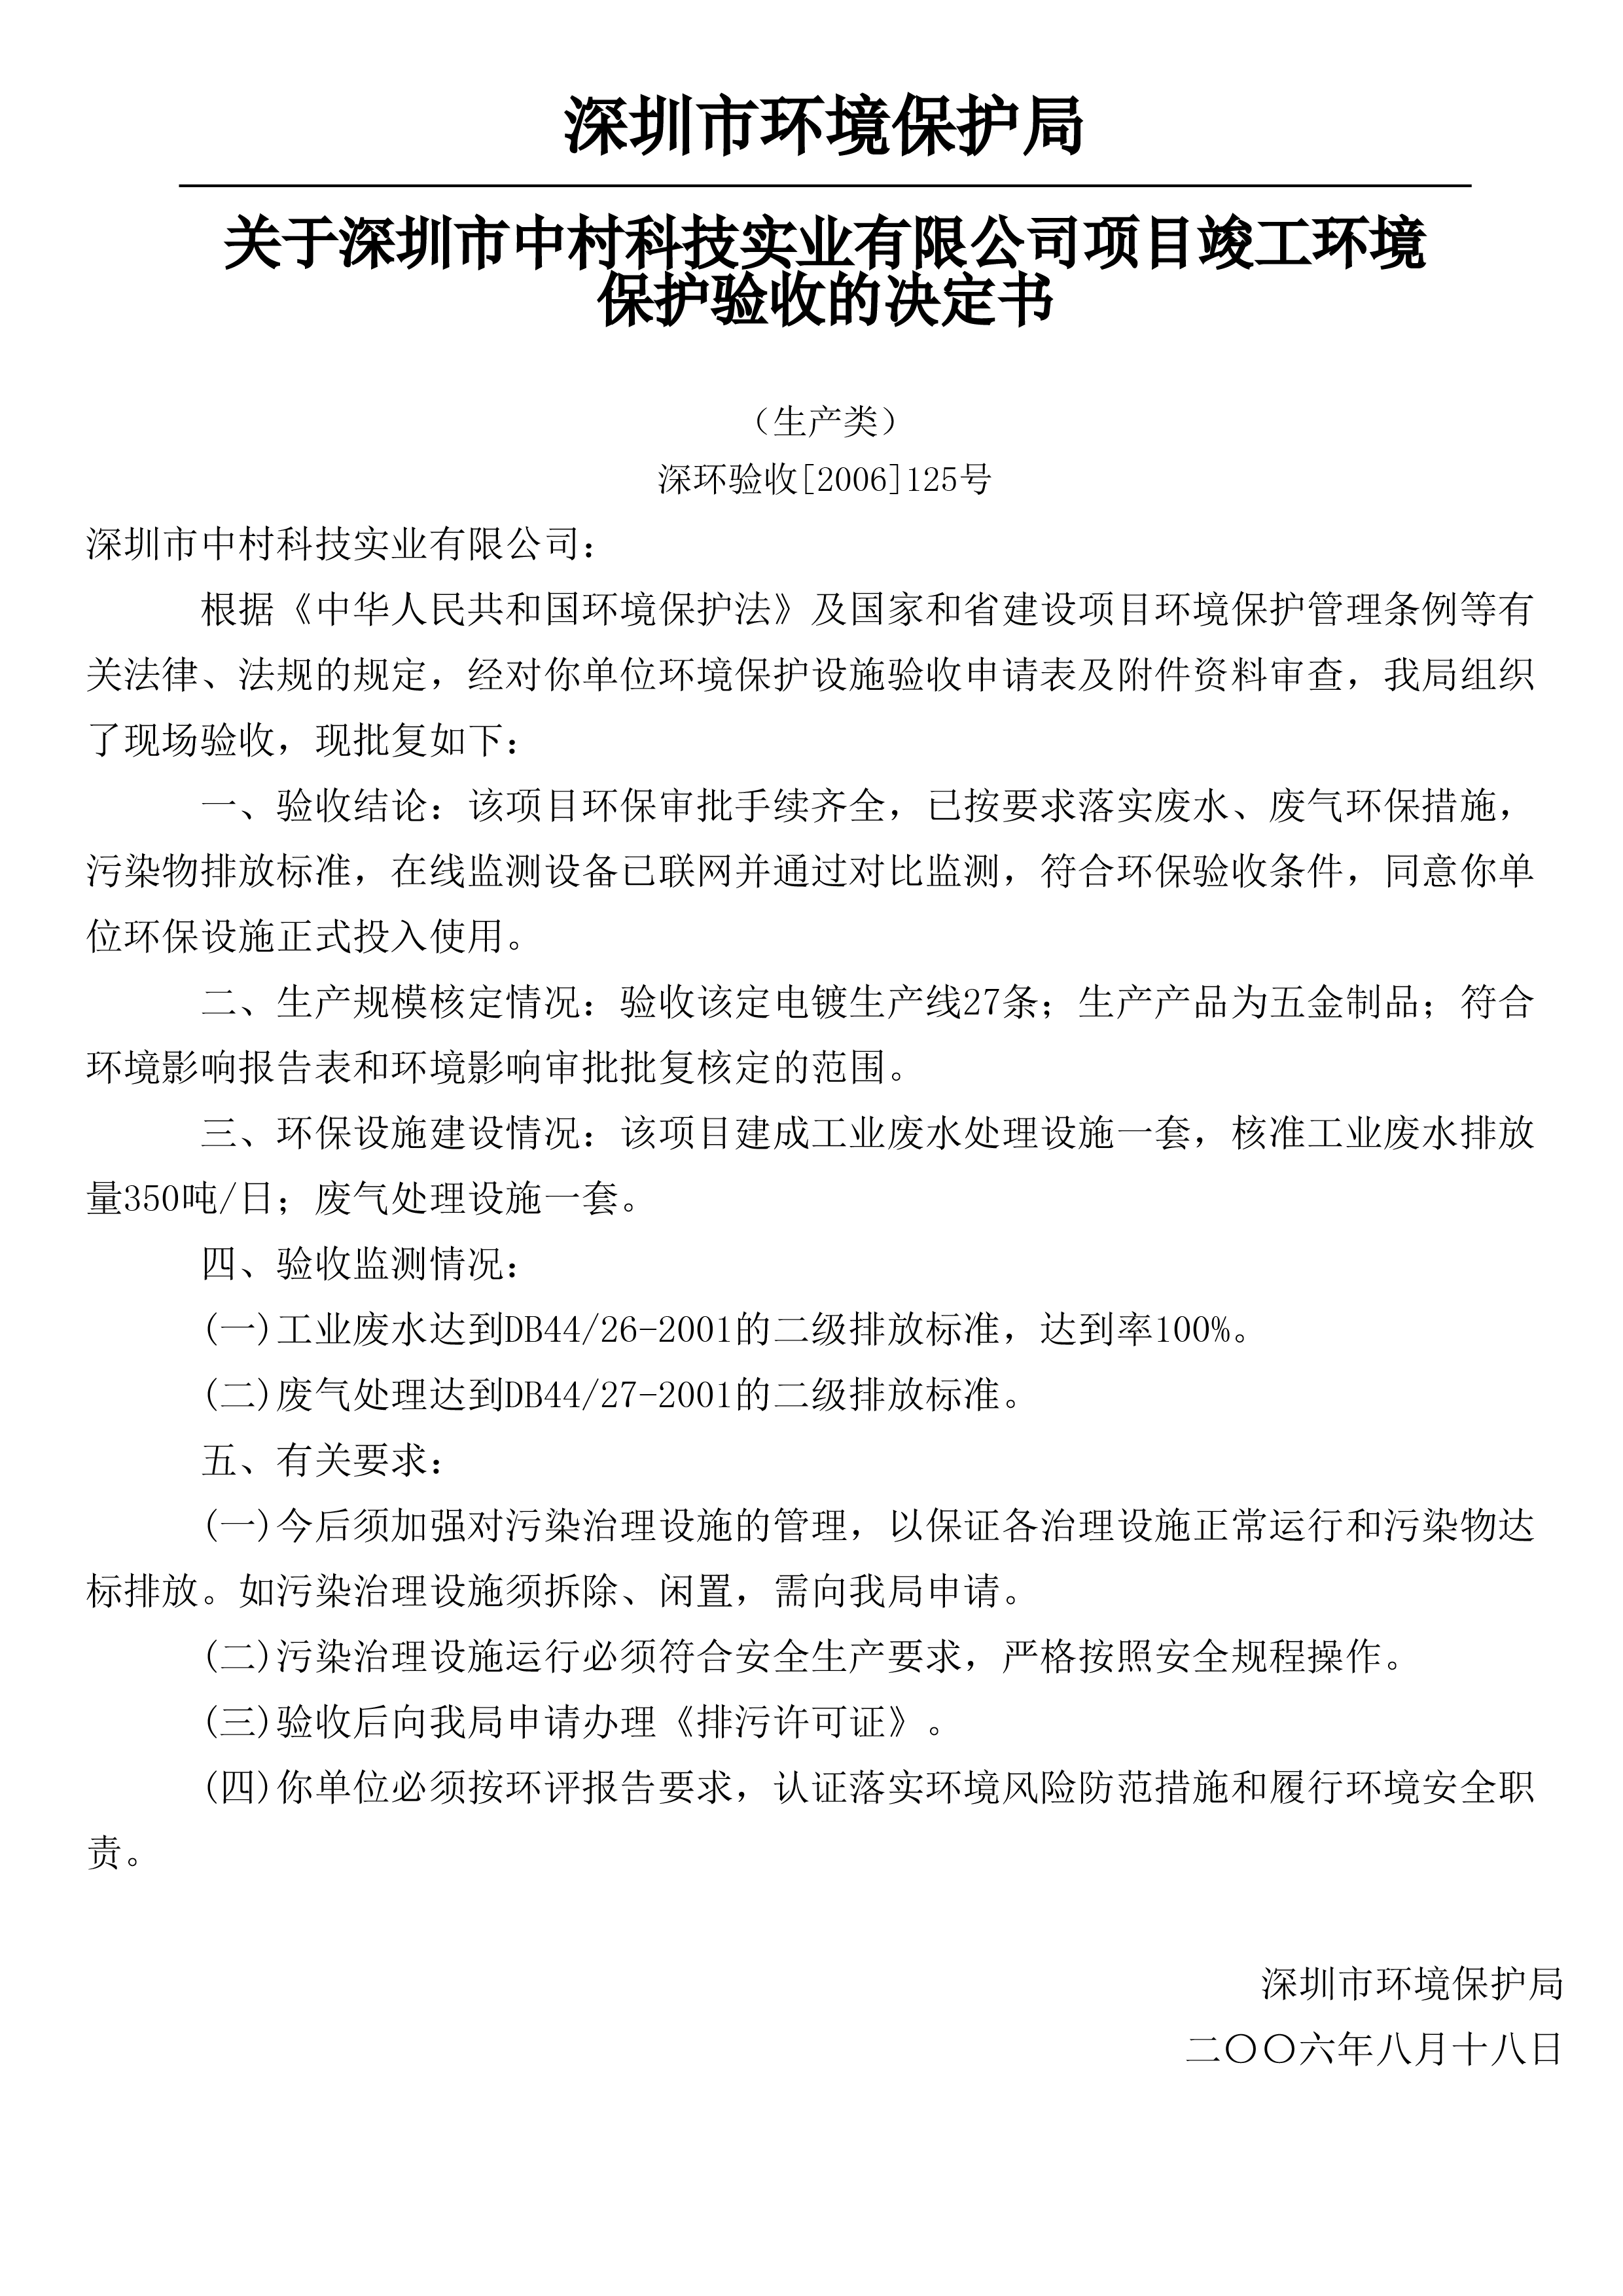 深圳市环境保护局
关于深圳市中村科技实业有限公司项目竣工环境
保护验收的决定书
（生产类）
深环验收[2006]125号
深圳市中村科技实业有限公司：
根据《中华人民共和国环境保护法》及国家和省建设项目环境保护管理条例等有
关法律、法规的规定，经对你单位环境保护设施验收申请表及附件资料审查，我局组织
了现场验收，现批复如下：
一、验收结论：该项目环保审批手续齐全，已按要求落实废水、废气环保措施，
污染物排放标准，在线监测设备已联网并通过对比监测，符合环保验收条件，同意你单
位环保设施正式投入使用。
二、生产规模核定情况：验收该定电镀生产线27条；生产产品为五金制品；符合
环境影响报告表和环境影响审批批复核定的范围。
三、环保设施建设情况：该项目建成工业废水处理设施一套，核准工业废水排放
量350吨/日；废气处理设施一套。
四、验收监测情况：
(一)工业废水达到DB44/26-2001的二级排放标准，达到率100%。
(二)废气处理达到DB44/27-2001的二级排放标准。
五、有关要求：
(一)今后须加强对污染治理设施的管理，以保证各治理设施正常运行和污染物达
标排放。如污染治理设施须拆除、闲置，需向我局申请。
(二)污染治理设施运行必须符合安全生产要求，严格按照安全规程操作。
(三)验收后向我局申请办理《排污许可证》。
(四)你单位必须按环评报告要求，认证落实环境风险防范措施和履行环境安全职
责。
深圳市环境保护局
二〇〇六年八月十八日